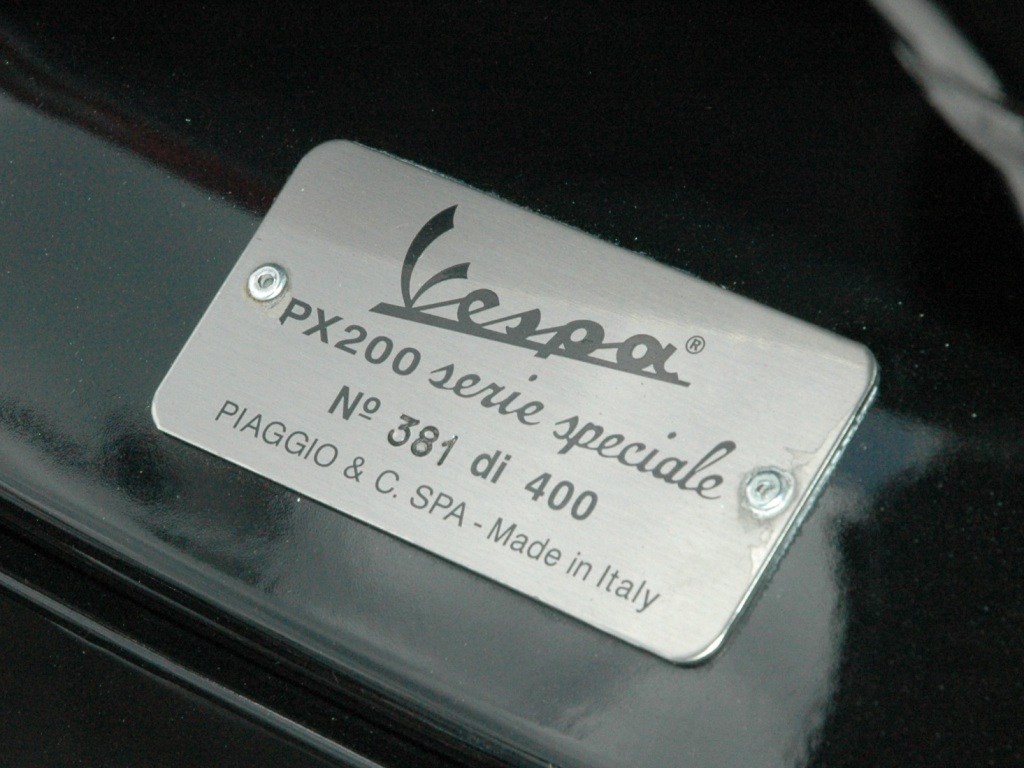 Vespa®
PX200 serie speciale
Nº 381 di 400
PIAGGIO & C. SPA - Made in Italy